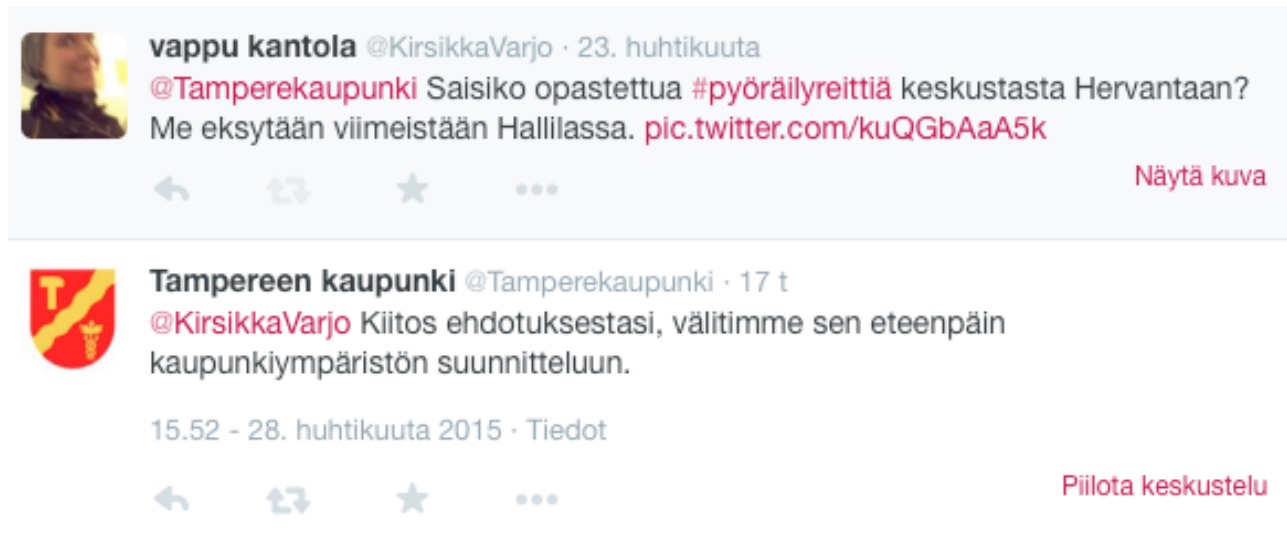 vappu kantola @KirsikkaVarjo · 23. huhtikuuta
@Tamperekaupunki Saisiko opastettua #pyöräilyreittiä keskustasta Hervantaan?
Me eksytään viimeistään Hallilassa. pic.twitter.com/kuQGbAaA5k
Näytä kuva
T
Tampereen kaupunki @Tamperekaupunki · 17 t
@KirsikkaVarjo Kiitos ehdotuksestasi, välitimme sen eteenpäin
kaupunkiympäristön suunnitteluun.
15.52 - 28. huhtikuuta 2015 · Tiedot
Piilota keskustelu